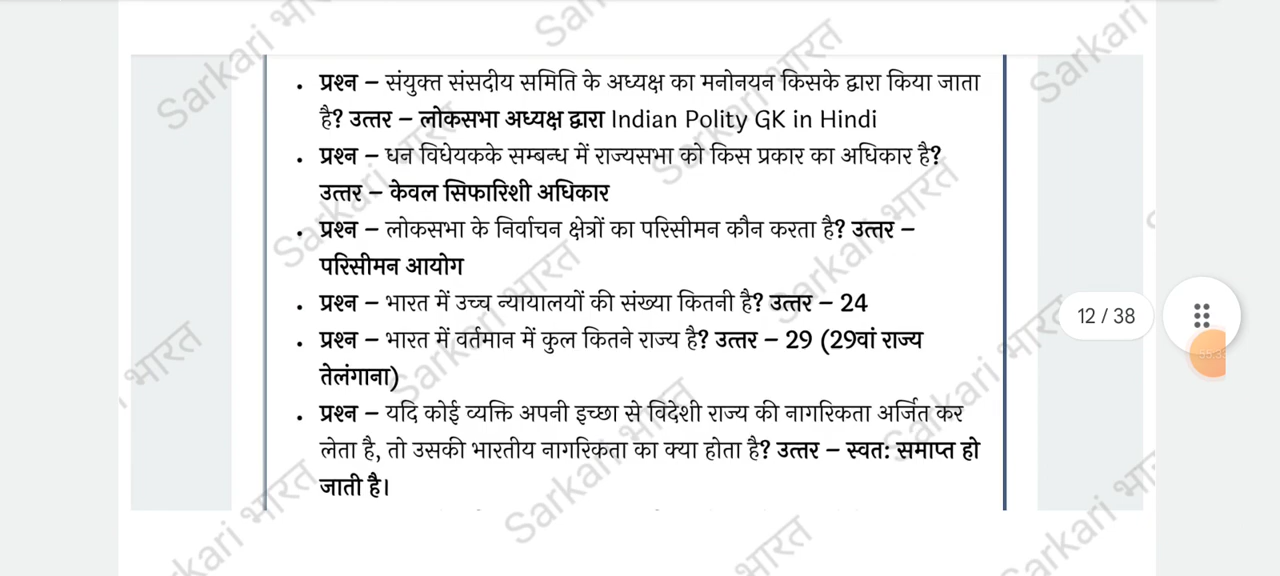 Sarkari भारत
• प्रश्न – संयुक्त संसदीय समिति के अध्यक्ष का मनोनयन किसके द्वारा किया जाता
है? उत्तर – लोकसभा अध्यक्ष द्वारा Indian Polity GK in Hindi
• प्रश्न – धन विधेयकके सम्बन्ध में राज्यसभा को किस प्रकार का अधिकार है?
उत्तर – केवल सिफारिशी अधिकार
• प्रश्न – लोकसभा के निर्वाचन क्षेत्रों का परिसीमन कौन करता है? उत्तर –
परिसीमन आयोग
• प्रश्न – भारत में उच्च न्यायालयों की संख्या कितनी है? उत्तर – 24
12 / 38
• प्रश्न – भारत में वर्तमान में कुल कितने राज्य है? उत्तर – 29 (29वां राज्य
तेलंगाना)
• प्रश्न – यदि कोई व्यक्ति अपनी इच्छा से विदेशी राज्य की नागरिकता अर्जित कर
लेता है, तो उसकी भारतीय नागरिकता का क्या होता है? उत्तर – स्वत: समाप्त हो
जाती है।